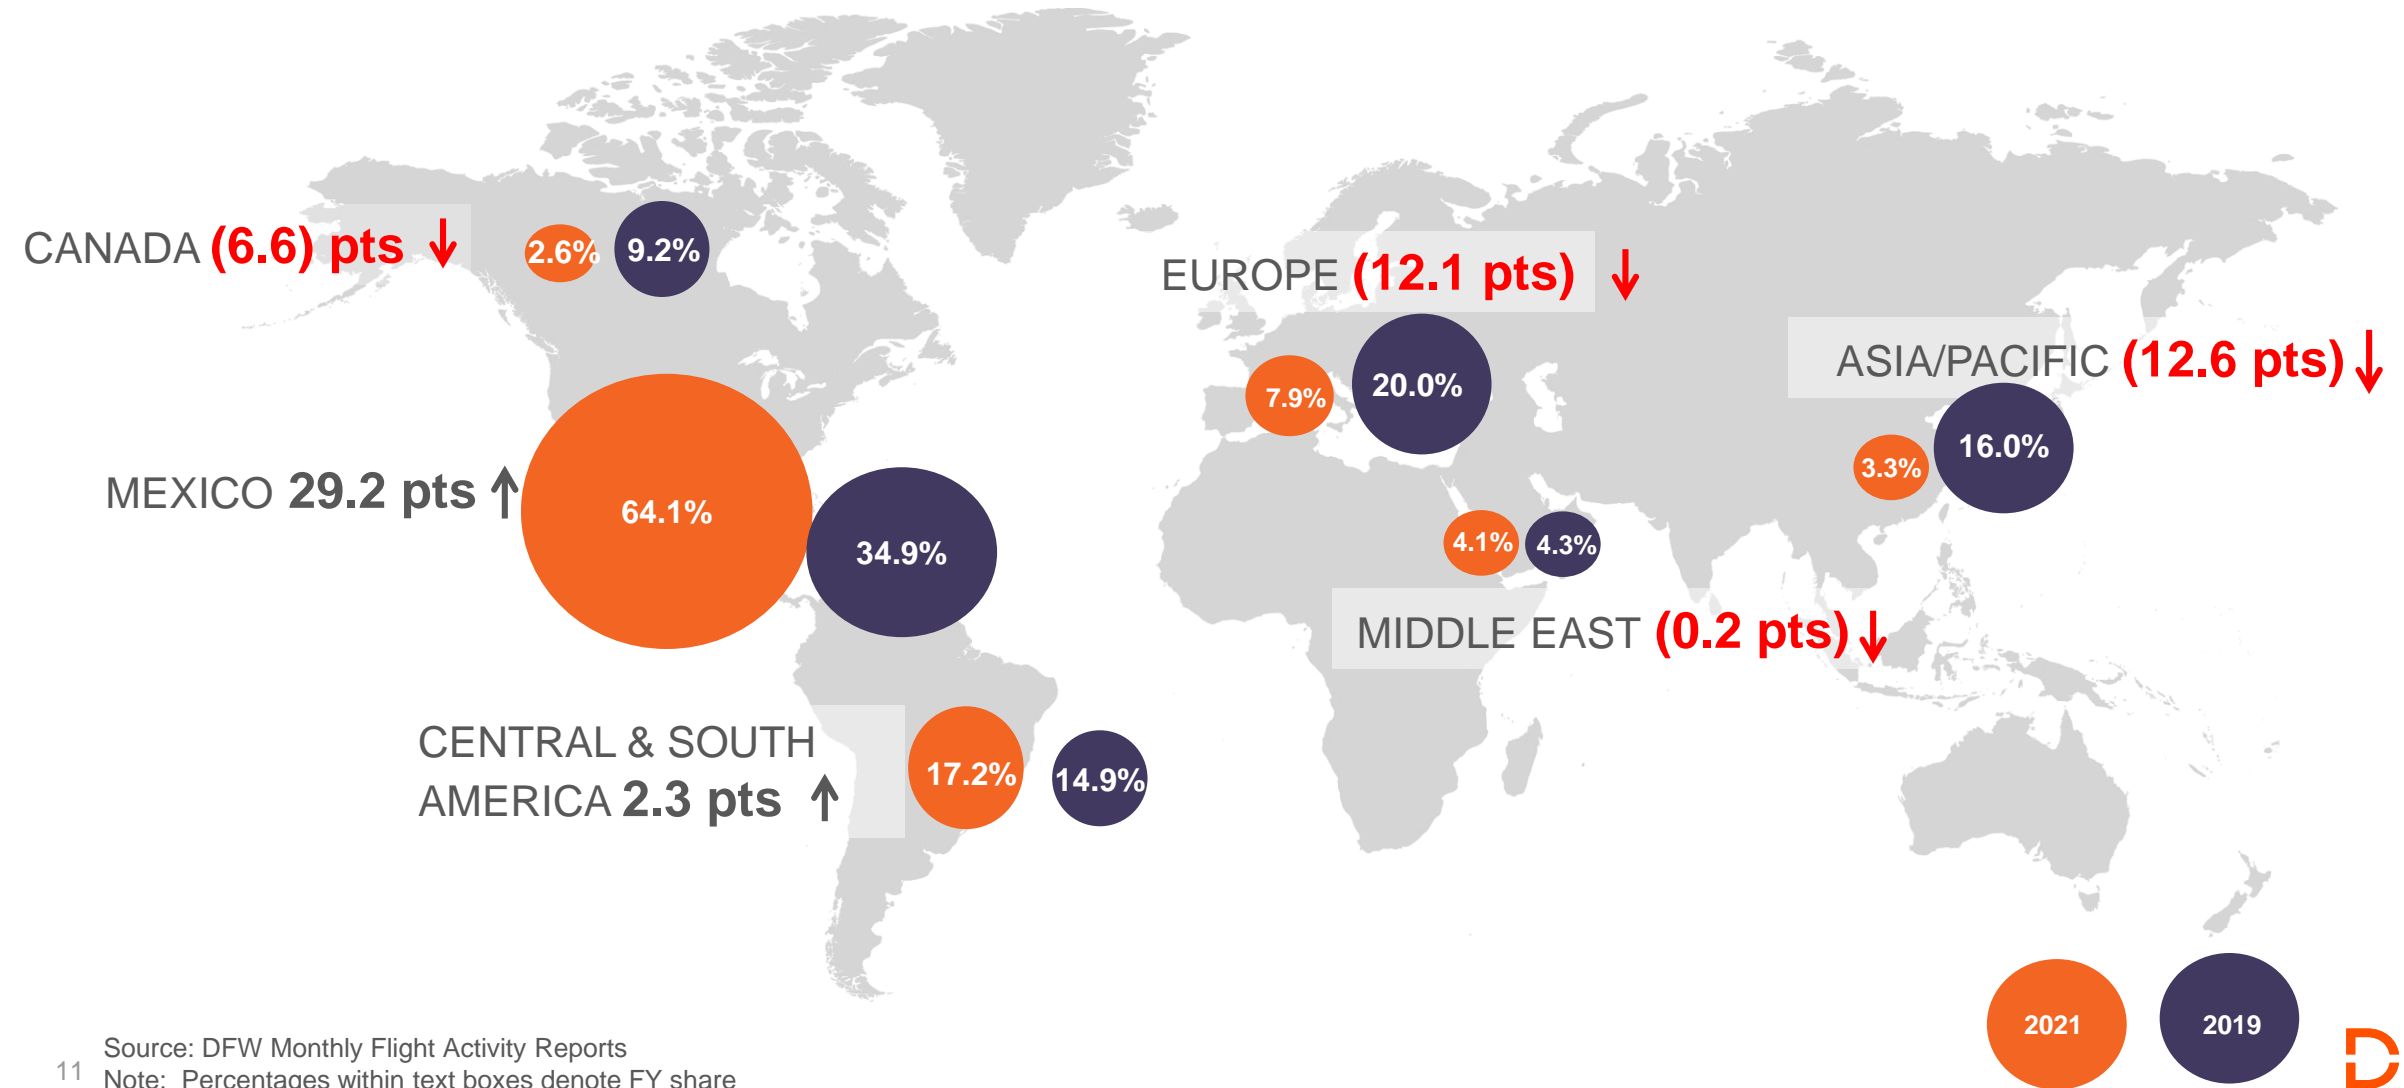 CANADA (6.6) pts ↓
2.6%
9.2%
EUROPE (12.1 pts) ↓
7.9%
20.0%
ASIA/PACIFIC (12.6 pts) ↓
3.3%
16.0%
MEXICO 29.2 pts ↑
64.1%
34.9%
4.1%
4.3%
MIDDLE EAST (0.2 pts) ↓
CENTRAL & SOUTH
AMERICA 2.3 pts ↑
17.2%
14.9%
2021
2019
Source: DFW Monthly Flight Activity Reports
11
Note: Percentages within text boxes denote FY share